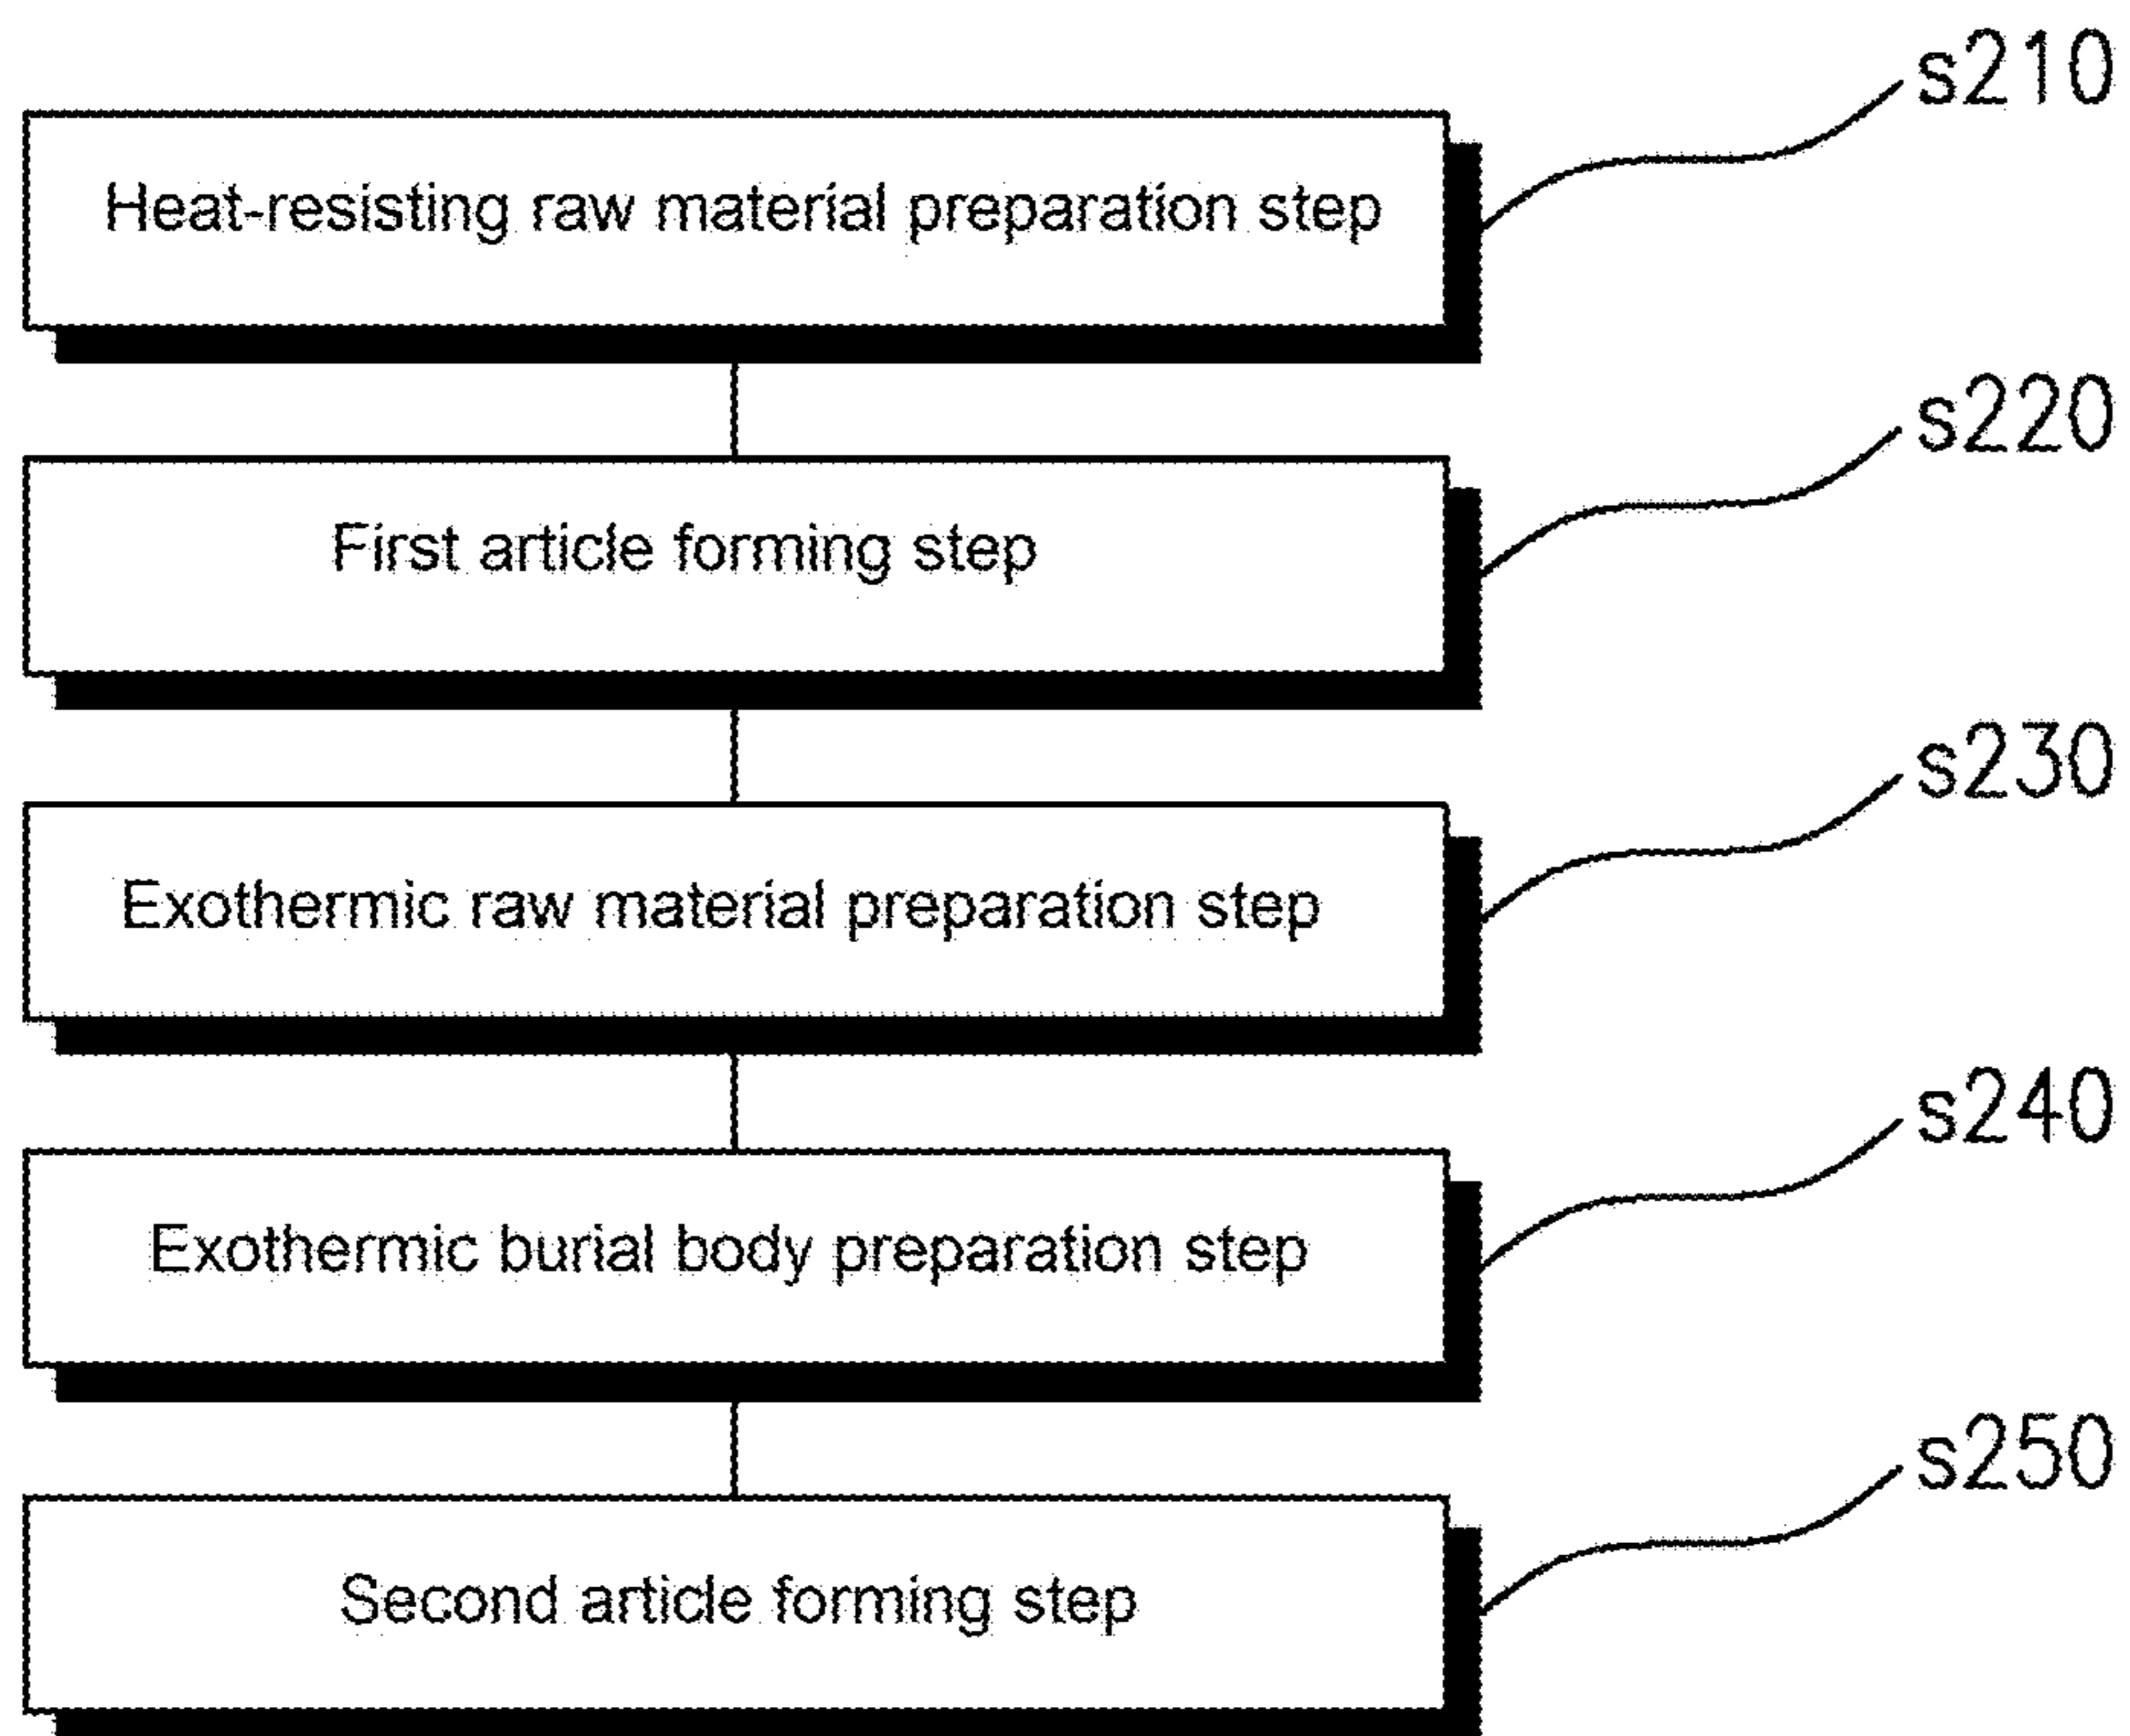 s210
Heat-resisting raw material preparation step
s220
First article forming step
s230
Exothermic raw material preparation step
s240
Exothermic burial body preparation step
s250
Second article forming step